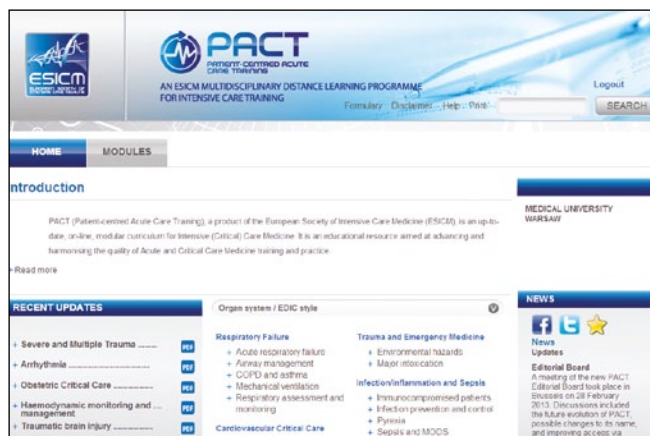 ESICM
PACT
PATIENT-CENTRED ACUTE
CARE TRAINING
AN ESICM MULTIDISCIPLINARY DISTANCE LEARNING PROGRAMME
FOR INTENSIVE CARE TRAINING
Logout
Formulary Disclaimer Help Print
SEARCH
HOME
MODULES
ntroduction
PACT (Patient-centred Acute Care Training), a product of the European Society of Intensive Care Medicine (ESICM), is an up-to-
date, on-line, modular curriculum for Intensive (Critical) Care Medicine. It is an educational resource aimed at advancing and
harmonising the quality of Acute and Critical Care Medicine training and practice.
Read more
MEDICAL UNIVERSITY
WARSAW
RECENT UPDATES
+ Severe and Multiple Trauma .......... PDF
+ Arrhythmia .......... PDF
+ Obstetric Critical Care .......... PDF
+ Haemodynamic monitoring and ... PDF
management
+ Traumatic brain injury .......... PDF
Organ system / EDIC style
Respiratory Failure
+ Acute respiratory failure
+ Airway management
+ COPD and asthma
+ Mechanical ventilation
+ Respiratory assessment and
monitoring
Cardiovascular Critical Care
Trauma and Emergency Medicine
+ Environmental hazards
+ Major intoxication
Infection/Inflammation and Sepsis
+ Immunocompromised patients
+ Infection prevention and control
+ Pyrexia
+ Sepsis and MODS
NEWS
News
Updates
Editorial Board
A meeting of the new PACT
Editorial Board took place in
Brussels on 28 February
2013. Discussions included
the future evolution of PACT,
possible changes to its name,
and improving access via